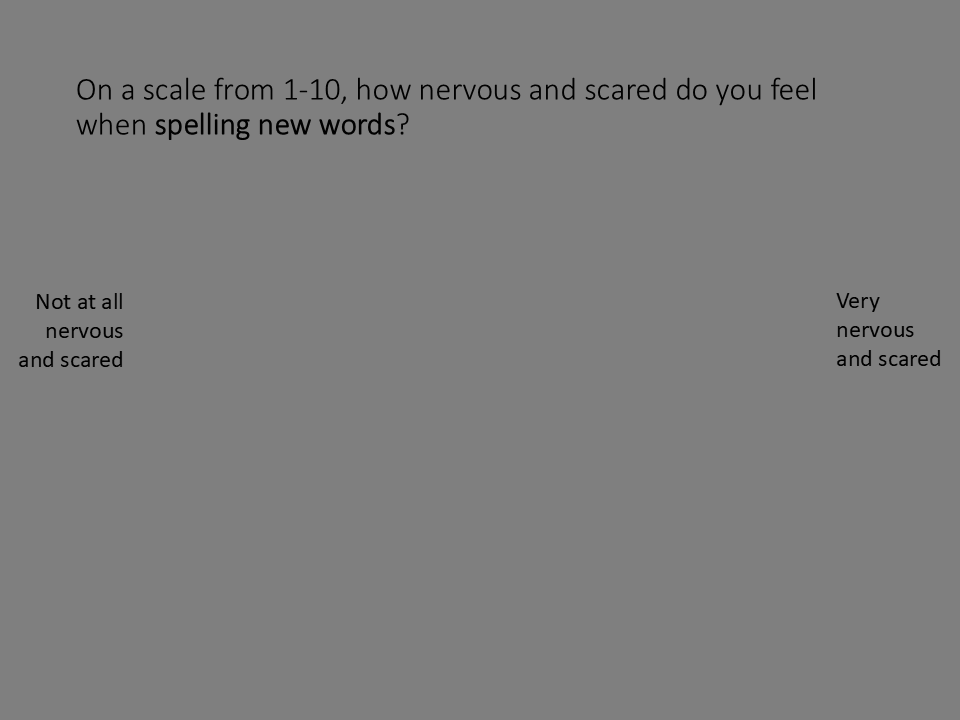 On a scale from 1-10, how nervous and scared do you feel
when spelling new words?
Not at all
nervous
and scared
Very
nervous
and scared